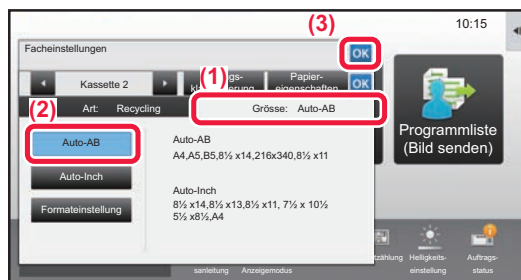 (3)
10:15
Facheinstellungen
OK
(1)
Kassette 2
Papier-
eigenschaften
OK
Art: Recycling
Grösse: Auto-AB
(2)
Auto-AB
Auto-AB
A4,A5,B5,8½ x14,216x340,8½ x11
Auto-Inch
Auto-Inch
8½ x14,8½ x13,8½ x11, 7½ x 10½
5½ x8½,A4
Formateinstellung
Programmliste
(Bild senden)
tzählung
Helligkeits-
einstellung
Auftrags-
status
sanleitung
Anzeigemodus